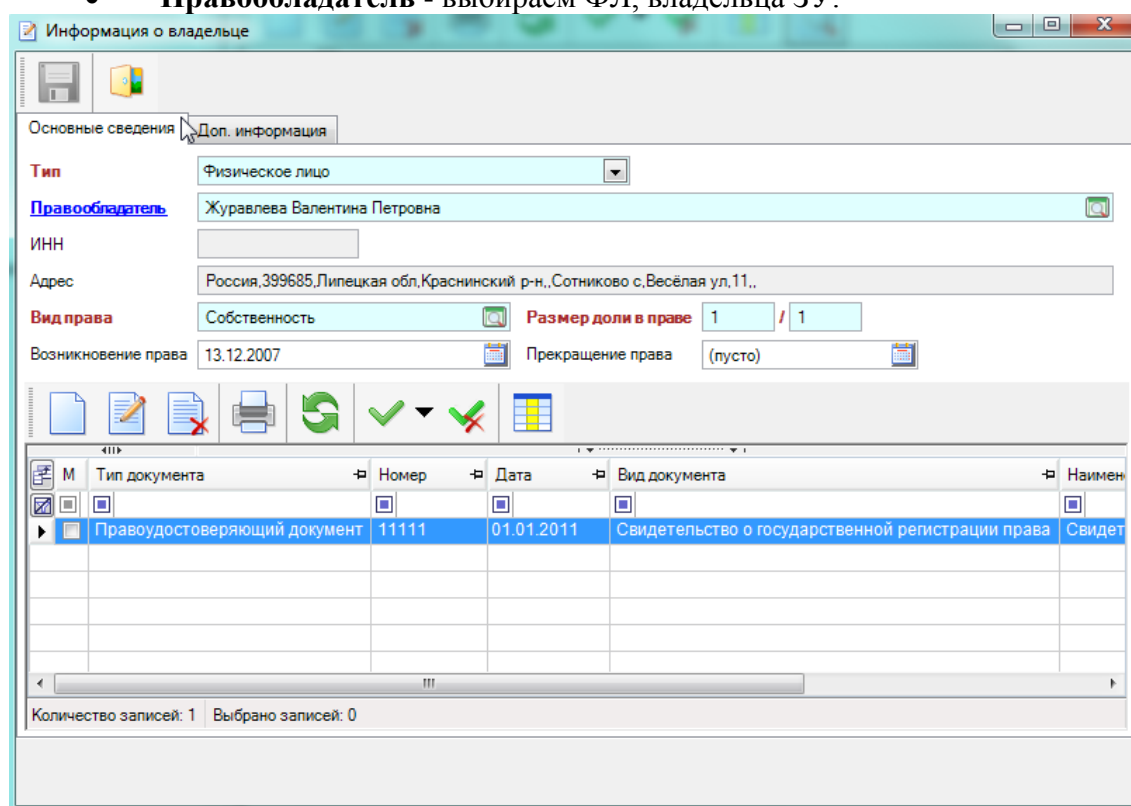 • Правообладатель - выбираем ФЛ, владельца ЗУ.
Информация о владельце
Основные сведения Доп. информация
Тип Физическое лицо
Правообладатель Журавлева Валентина Петровна
ИНН
Адрес Россия,399685,Липецкая обл,Краснинский р-н,,Сотниково с,Весёлая ул,11,,
Вид права Собственность Размер доли в праве 1 / 1
Возникновение права 13.12.2007 Прекращение права (пусто)
М Тип документа Номер Дата Вид документа Наимен
Правоудостоверяющий документ 11111 01.01.2011 Свидетельство о государственной регистрации права Свидет
Количество записей: 1 Выбрано записей: 0